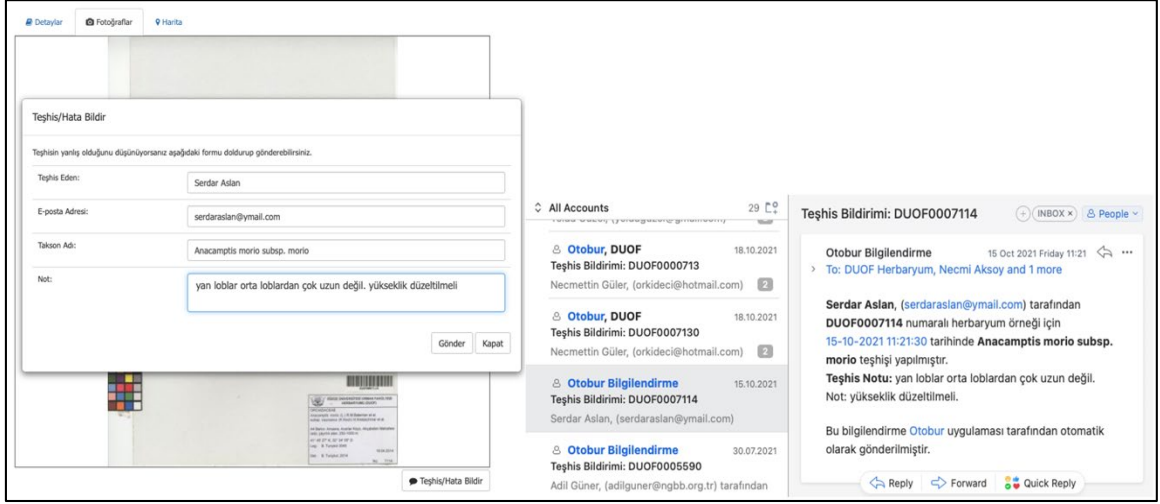 Detaylar
Fotoğraflar
Harita
Teşhis/Hata Bildir
Teşhisin yanlış olduğunu düşünüyorsanız aşağıdaki formu doldurup gönderebilirsiniz.
Teşhis Eden:
Serdar Aslan
E-posta Adresi:
serdaraslan@ymail.com
Takson Adı:
Anacamptis morio subsp. morio
Not:
yan loblar orta loblardan çok uzun değil. yükseklik düzeltilmeli
Gönder
Kapat
Teşhis/Hata Bildir
All Accounts
29
Otobur, DUOF
18.10.2021
Teşhis Bildirimi: DUOF0000713
Necmettin Güler, (orkideci@hotmail.com)
2
Otobur, DUOF
18.10.2021
Teşhis Bildirimi: DUOF0007130
Necmettin Güler, (orkideci@hotmail.com)
2
Otobur Bilgilendirme
15.10.2021
Teşhis Bildirimi: DUOF0007114
Serdar Aslan, (serdaraslan@ymail.com)
Otobur Bilgilendirme
30.07.2021
Teşhis Bildirimi: DUOF0005590
Adil Güner, (adilguner@ngbb.org.tr) tarafından
Teşhis Bildirimi: DUOF0007114
INBOX ×
People
Otobur Bilgilendirme
15 Oct 2021 Friday 11:21
To: DUOF Herbaryum, Necmi Aksoy and 1 more
Serdar Aslan, (serdaraslan@ymail.com) tarafından
DUOF0007114 numaralı herbaryum örneği için
15-10-2021 11:21:30 tarihinde Anacamptis morio subsp.
morio teşhisi yapılmıştır.
Teşhis Notu: yan loblar orta loblardan çok uzun değil.
Not: yükseklik düzeltilmeli.
Bu bilgilendirme Otobur uygulaması tarafından otomatik
olarak gönderilmiştir.
Reply
Forward
Quick Reply